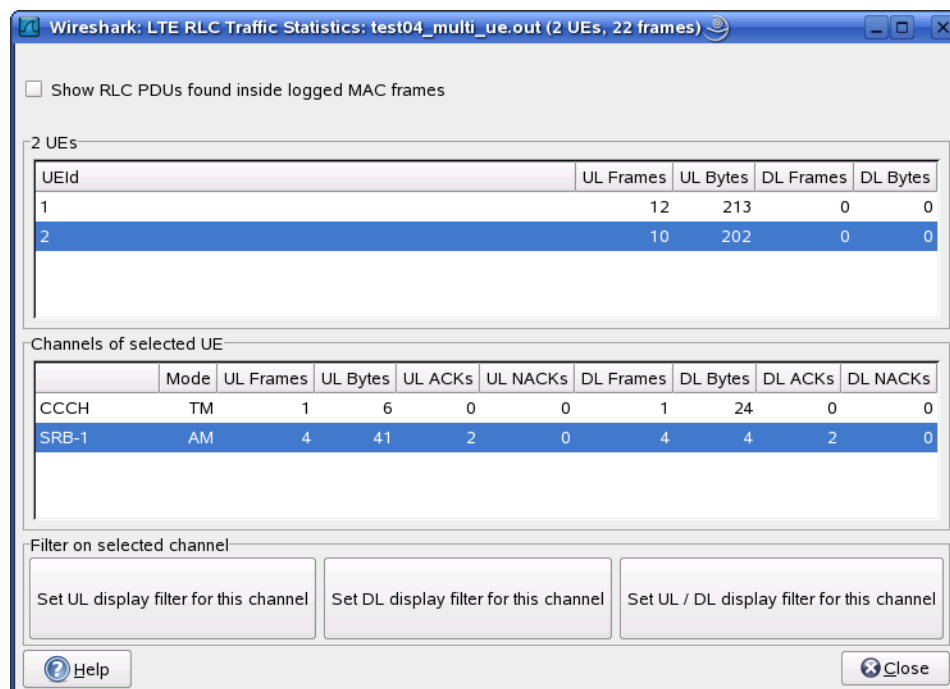 Wireshark: LTE RLC Traffic Statistics: test04_multi_ue.out (2 UEs, 22 frames)
Show RLC PDUs found inside logged MAC frames
2 UEs
UEId UL Frames UL Bytes DL Frames DL Bytes
1 12 213 0 0
2 10 202 0 0
Channels of selected UE
Mode UL Frames UL Bytes UL ACKs UL NACKs DL Frames DL Bytes DL ACKs DL NACKs
CCCH TM 1 6 0 0 1 24 0 0
SRB-1 AM 4 41 2 0 4 4 2 0
Filter on selected channel
Set UL display filter for this channel Set DL display filter for this channel Set UL / DL display filter for this channel
Help Close